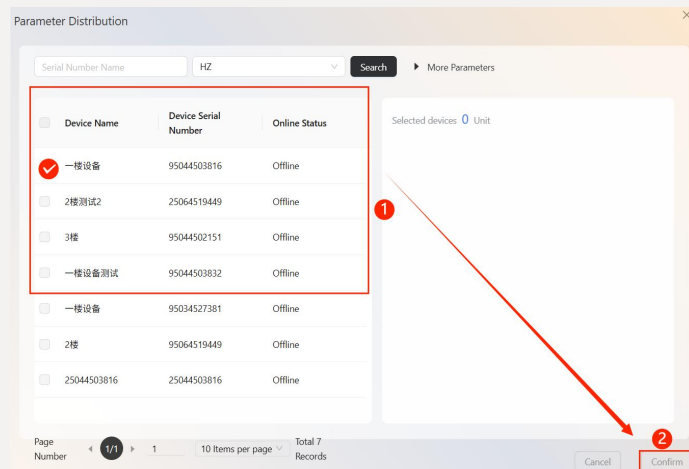 Parameter Distribution
Serial Number Name
HZ
Search
More Parameters
Device Name
Device Serial
Number
Online Status
Selected devices 0 Unit
一楼设备 95044503816 Offline
2楼测试2 25064519449 Offline
1
3楼 95044502151 Offline
一楼设备测试 95044503832 Offline
一楼设备 95034527381 Offline
2楼 95064519449 Offline
25044503816 25044503816 Offline
Page
Number
1/1
1
10 Items per page
Total 7
Records
2
Cancel
Confirm